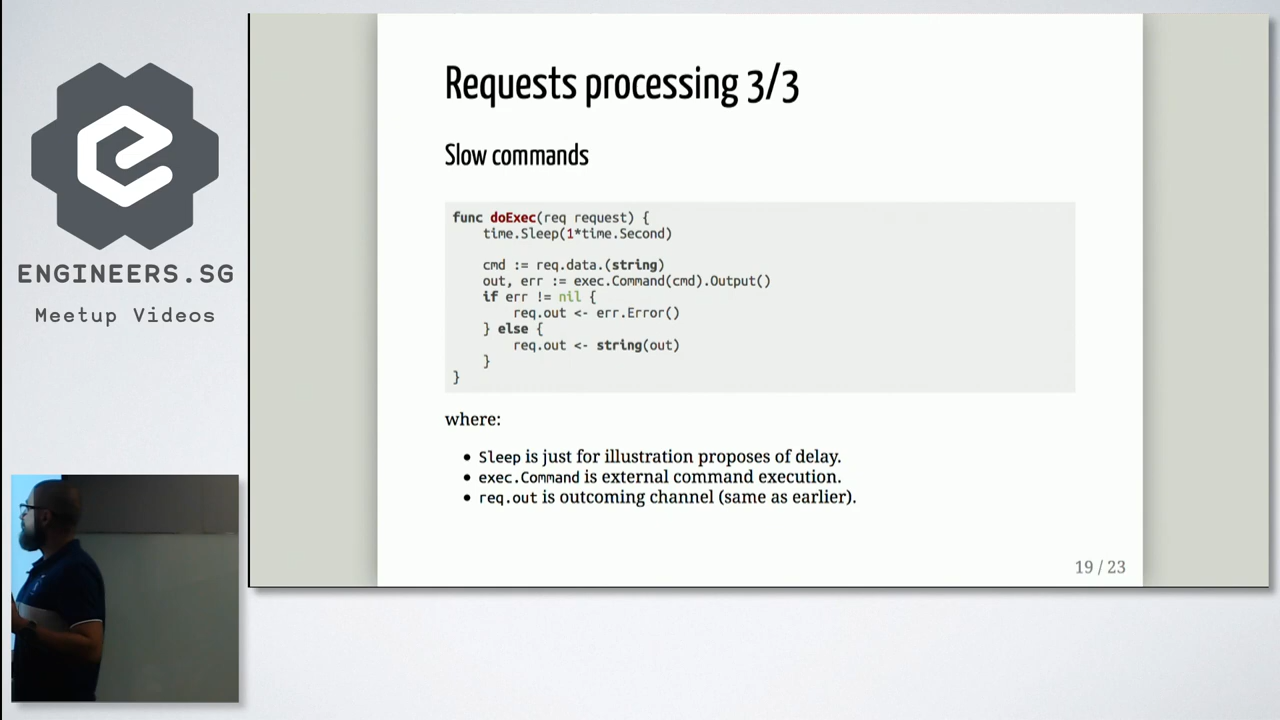 ENGINEERS.SG
Meetup Videos
Requests processing 3/3
Slow commands
func doExec(req request) {
    time.Sleep(1*time.Second)
    cmd := req.data.(string)
    out, err := exec.Command(cmd).Output()
    if err != nil {
        req.out <- err.Error()
    } else {
        req.out <- string(out)
    }
}
where:
• Sleep is just for illustration proposes of delay.
• exec.Command is external command execution.
• req.out is outcoming channel (same as earlier).
19 / 23